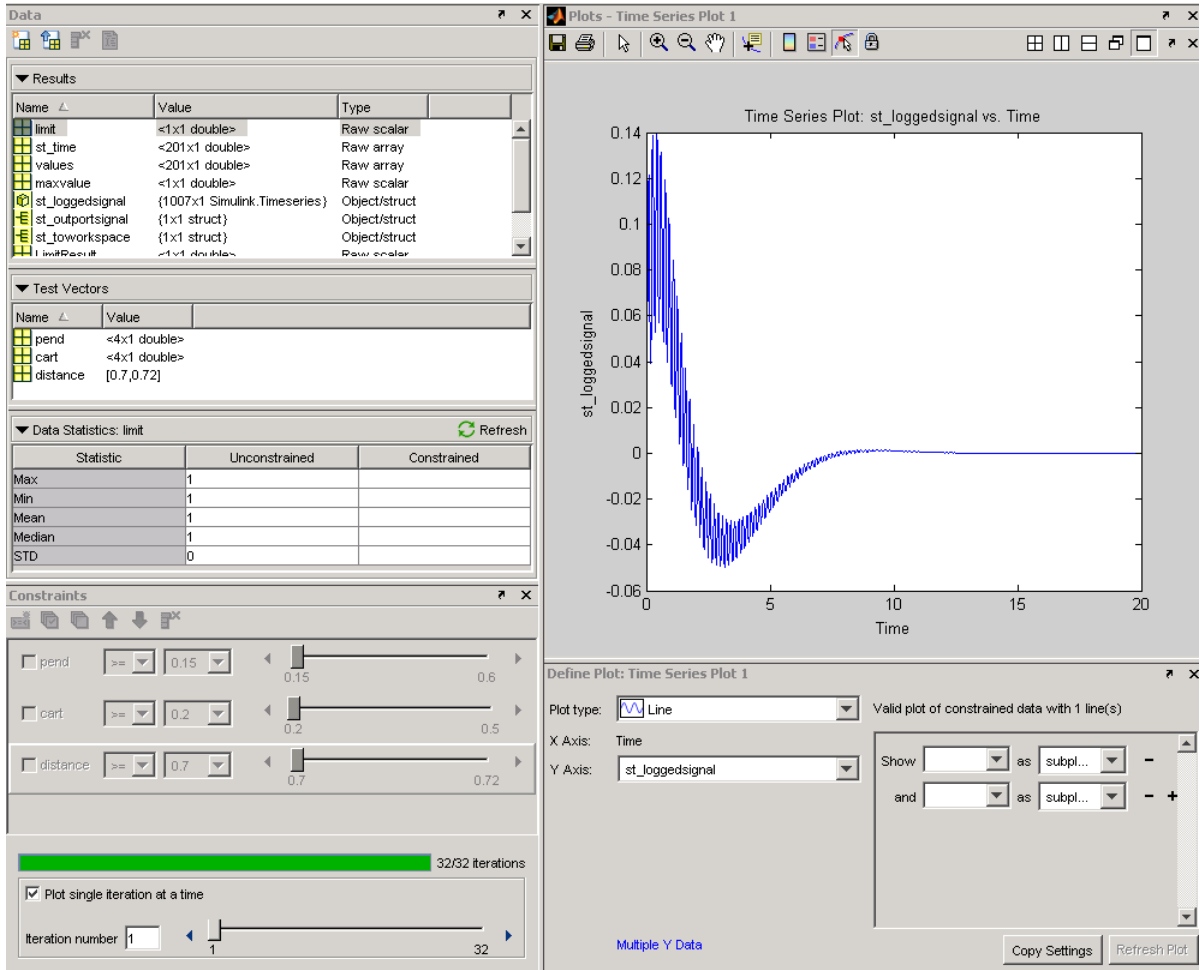 Data
Results
Name Value Type
limit <1x1 double> Raw scalar
st_time <201x1 double> Raw array
values <201x1 double> Raw array
maxvalue <1x1 double> Raw scalar
st_loggedsignal {1007x1 Simulink.Timeseries} Object/struct
st_outportsignal {1x1 struct} Object/struct
st_toworkspace {1x1 struct} Object/struct
LimitResult <1x1 double> Raw scalar
Test Vectors
Name Value
pend <4x1 double>
cart <4x1 double>
distance [0.7,0.72]
Data Statistics: limit Refresh
Statistic Unconstrained Constrained
Max 1
Min 1
Mean 1
Median 1
STD 0
Constraints
pend >= 0.15
0.15 0.6
cart >= 0.2
0.2 0.5
distance >= 0.7
0.7 0.72
32/32 iterations
Plot single iteration at a time
Iteration number 1
1 32
Plots - Time Series Plot 1
Time Series Plot: st_loggedsignal vs. Time
0.14
0.12
0.1
0.08
0.06
0.04
0.02
0
-0.02
-0.04
-0.06
st_loggedsignal
0 5 10 15 20
Time
Define Plot: Time Series Plot 1
Plot type: Line
X Axis: Time
Y Axis: st_loggedsignal
Multiple Y Data
Valid plot of constrained data with 1 line(s)
Show as subpl... -
and as subpl... - +
Copy Settings Refresh Plot